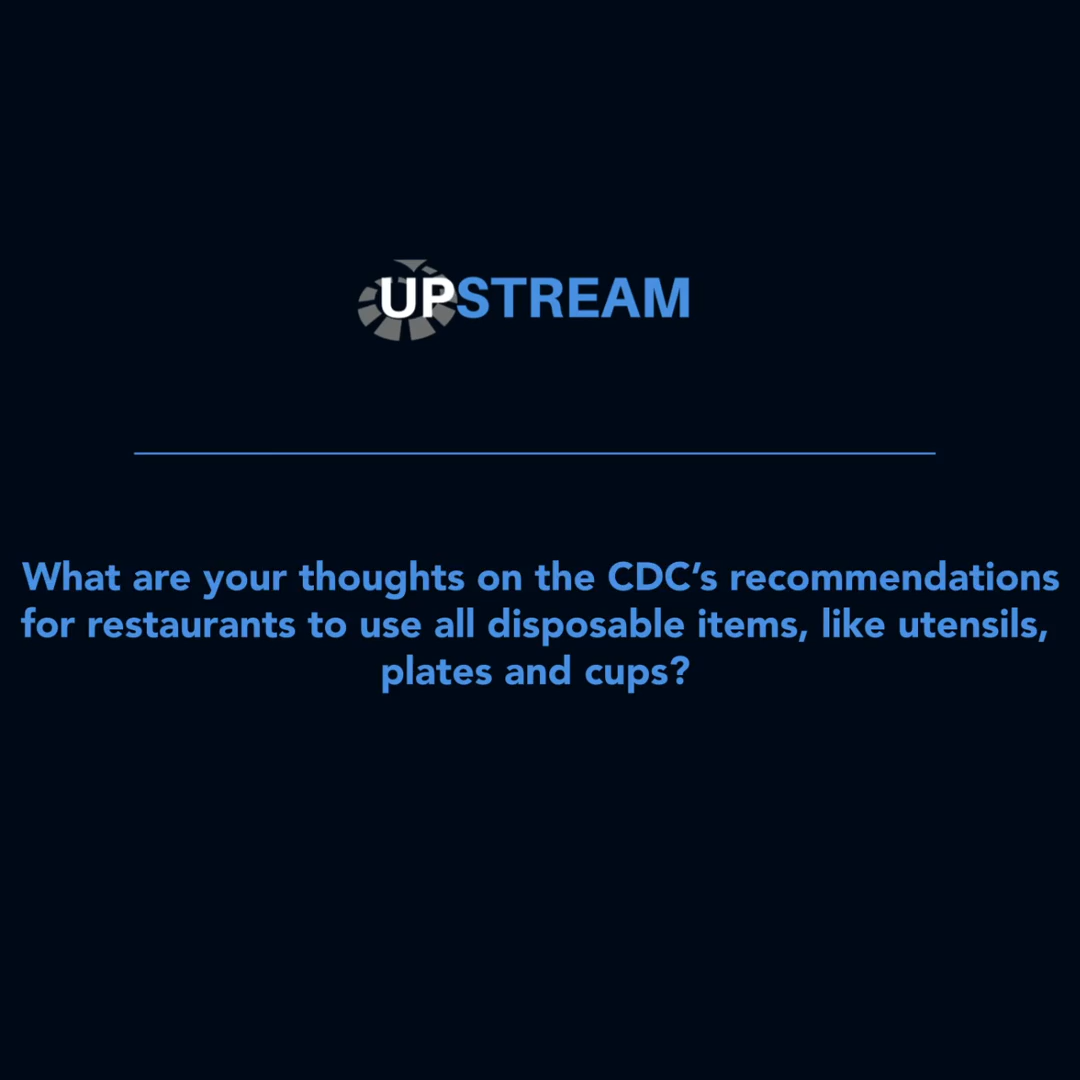 UPSTREAM
What are your thoughts on the CDC’s recommendations
for restaurants to use all disposable items, like utensils,
plates and cups?